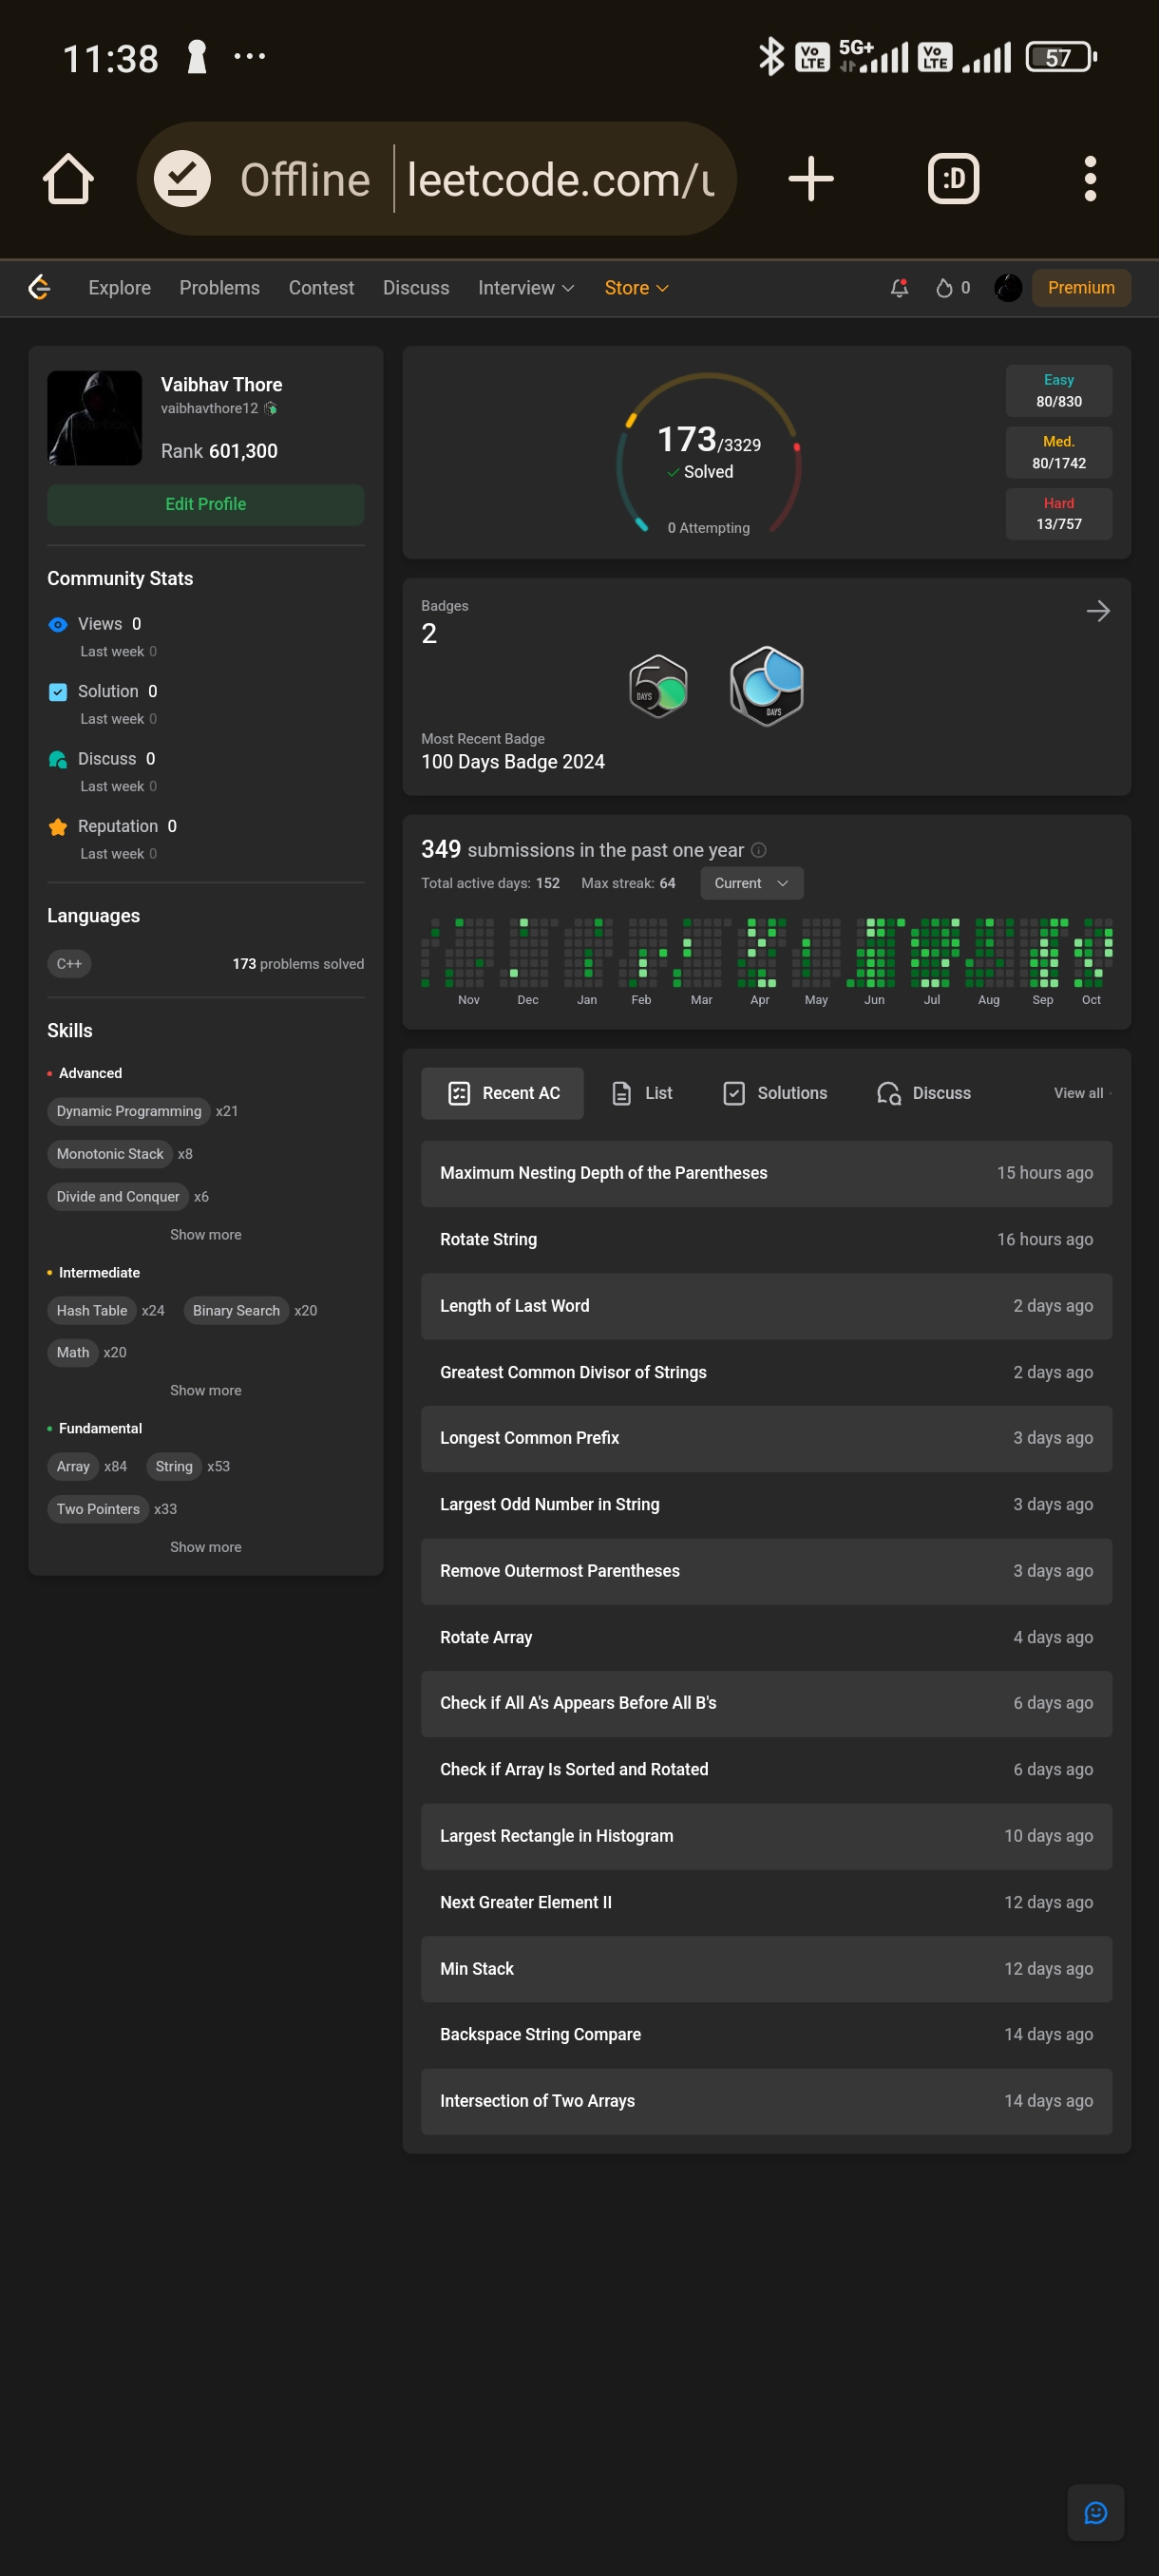 11:38
5G+
Vo LTE
Vo LTE
57
Offline
leetcode.com/u
:D
Explore Problems Contest Discuss Interview Store 0 Premium
Vaibhav Thore
vaibhavthore12
Rank 601,300
Edit Profile
Community Stats
Views 0
Last week 0
Solution 0
Last week 0
Discuss 0
Last week 0
Reputation 0
Last week 0
Languages
C++ 173 problems solved
Skills
Advanced
Dynamic Programming x21
Monotonic Stack x8
Divide and Conquer x6
Show more
Intermediate
Hash Table x24 Binary Search x20
Math x20
Show more
Fundamental
Array x84 String x53
Two Pointers x33
Show more
173/3329
Solved
0 Attempting
Easy
80/830
Med.
80/1742
Hard
13/757
Badges
2
DAYS
DAYS
Most Recent Badge
100 Days Badge 2024
349 submissions in the past one year
Total active days: 152 Max streak: 64 Current
Nov Dec Jan Feb Mar Apr May Jun Jul Aug Sep Oct
Recent AC List Solutions Discuss View all
Maximum Nesting Depth of the Parentheses 15 hours ago
Rotate String 16 hours ago
Length of Last Word 2 days ago
Greatest Common Divisor of Strings 2 days ago
Longest Common Prefix 3 days ago
Largest Odd Number in String 3 days ago
Remove Outermost Parentheses 3 days ago
Rotate Array 4 days ago
Check if All A's Appears Before All B's 6 days ago
Check if Array Is Sorted and Rotated 6 days ago
Largest Rectangle in Histogram 10 days ago
Next Greater Element II 12 days ago
Min Stack 12 days ago
Backspace String Compare 14 days ago
Intersection of Two Arrays 14 days ago